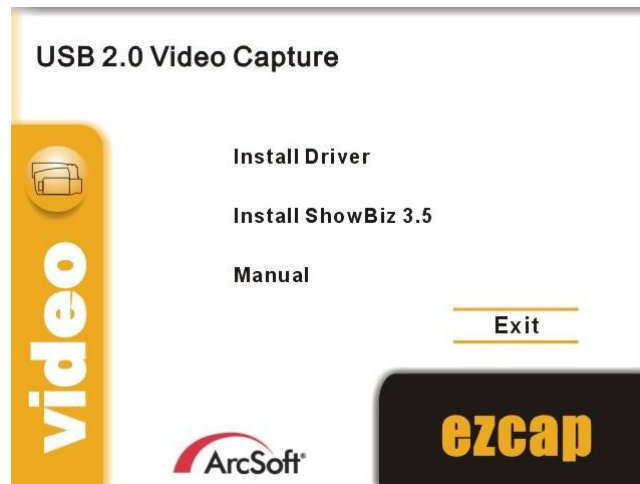 USB 2.0 Video Capture
Install Driver
Install ShowBiz 3.5
Manual
Exit
video
ArcSoft®
ezcap